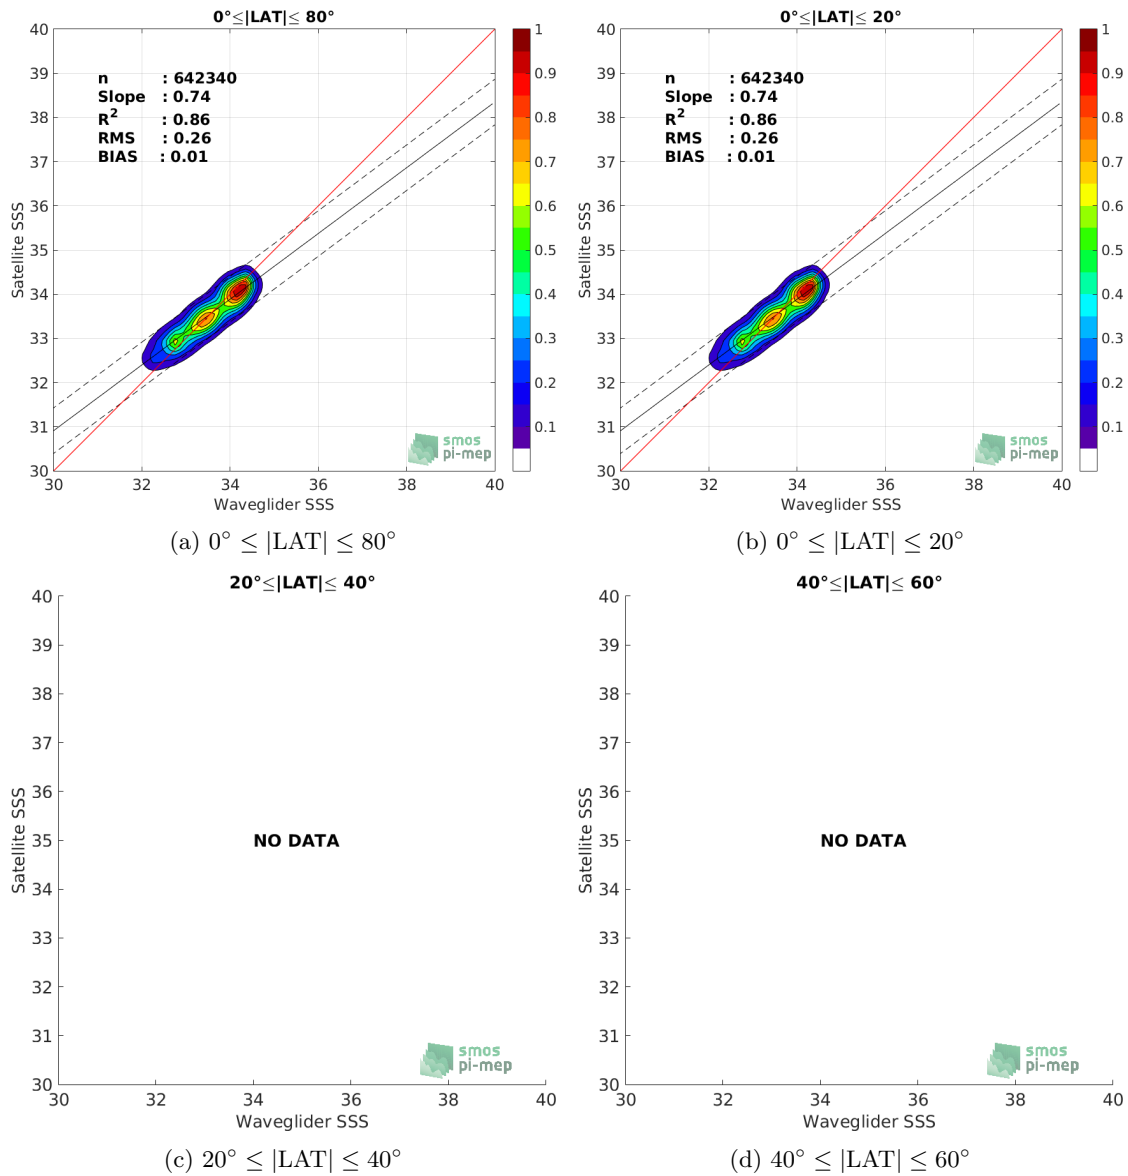 0°≤|LAT|≤ 80°
40
39
38
37
36
35
34
33
32
31
30
Satellite SSS
n : 642340
Slope : 0.74
R² : 0.86
RMS : 0.26
BIAS : 0.01
smos
pi-mep
30 32 34 36 38 40
Waveglider SSS
1
0.9
0.8
0.7
0.6
0.5
0.4
0.3
0.2
0.1
(a) 0° ≤ |LAT| ≤ 80°
0°≤|LAT|≤ 20°
40
39
38
37
36
35
34
33
32
31
30
Satellite SSS
n : 642340
Slope : 0.74
R² : 0.86
RMS : 0.26
BIAS : 0.01
smos
pi-mep
30 32 34 36 38 40
Waveglider SSS
1
0.9
0.8
0.7
0.6
0.5
0.4
0.3
0.2
0.1
(b) 0° ≤ |LAT| ≤ 20°
20°≤|LAT|≤ 40°
40
39
38
37
36
35
34
33
32
31
30
Satellite SSS
NO DATA
smos
pi-mep
30 32 34 36 38 40
Waveglider SSS
(c) 20° ≤ |LAT| ≤ 40°
40°≤|LAT|≤ 60°
40
39
38
37
36
35
34
33
32
31
30
Satellite SSS
NO DATA
smos
pi-mep
30 32 34 36 38 40
Waveglider SSS
(d) 40° ≤ |LAT| ≤ 60°